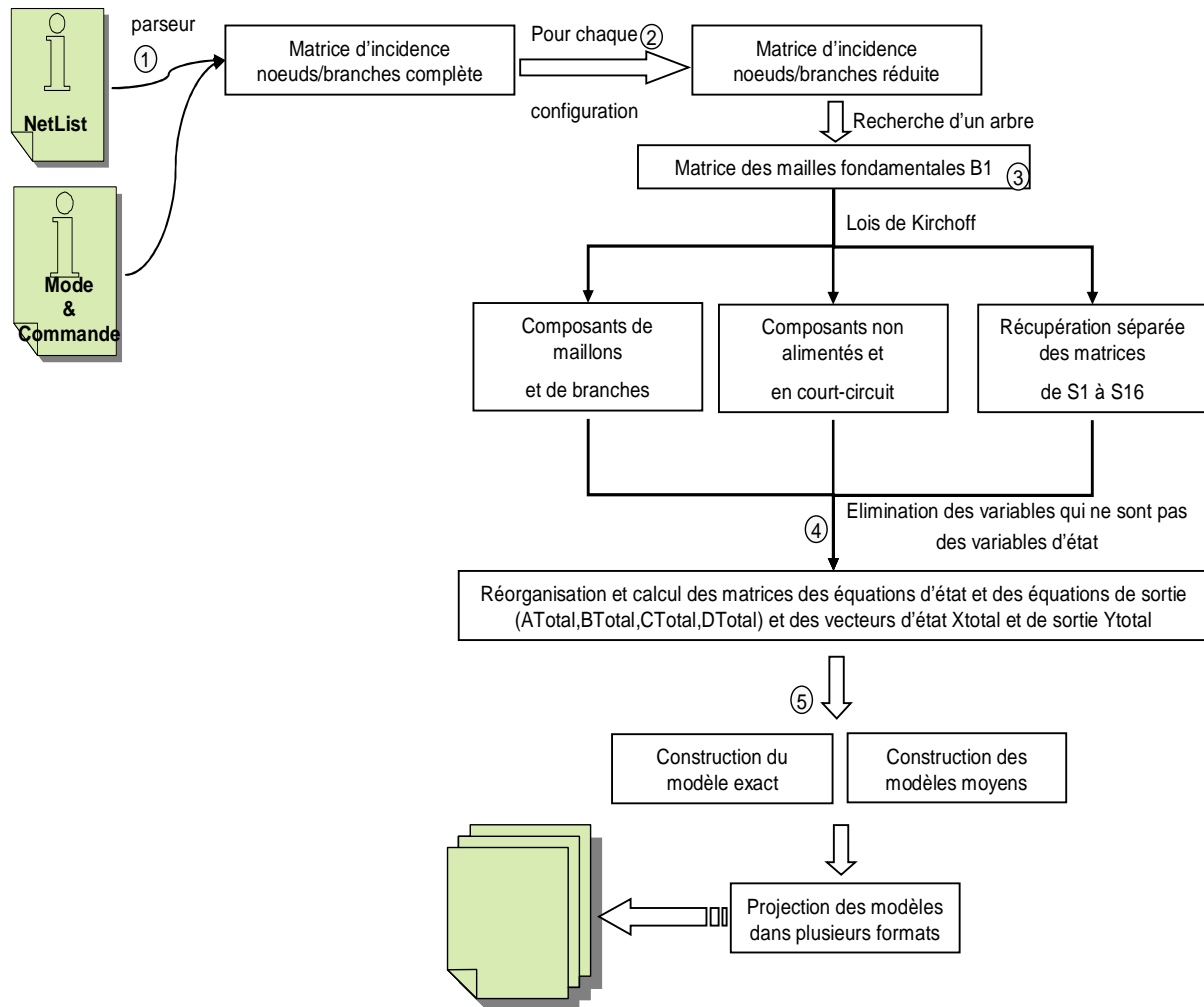 parseur
1
NetList
Mode
&
Commande
Matrice d'incidence
noeuds/branches complète
Pour chaque 2
configuration
Matrice d'incidence
noeuds/branches réduite
Recherche d'un arbre
Matrice des mailles fondamentales B1
3
Lois de Kirchoff
Composants de
maillons
et de branches
Composants non
alimentés et
en court-circuit
Récupération séparée
des matrices
de S1 à S16
4
Elimination des variables qui ne sont pas
des variables d'état
Réorganisation et calcul des matrices des équations d'état et des équations de sortie
(ATotal,BTotal,CTotal,DTotal) et des vecteurs d'état Xtotal et de sortie Ytotal
5
Construction du
modèle exact
Construction des
modèles moyens
Projection des modèles
dans plusieurs formats